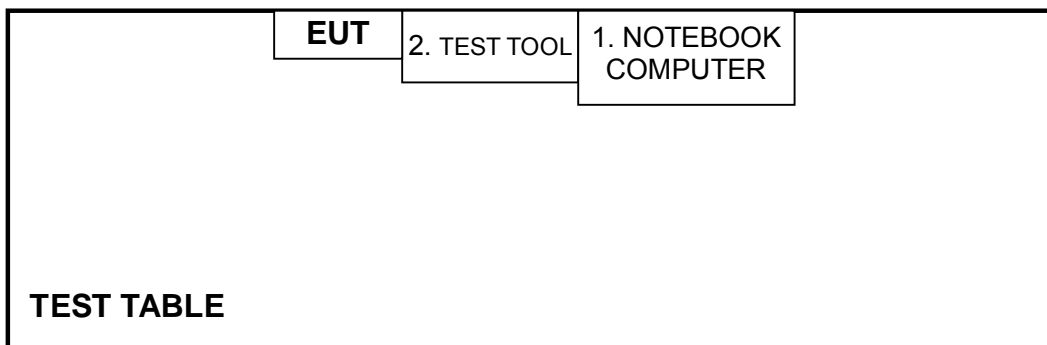 EUT
2. TEST TOOL
1. NOTEBOOK
COMPUTER
TEST TABLE